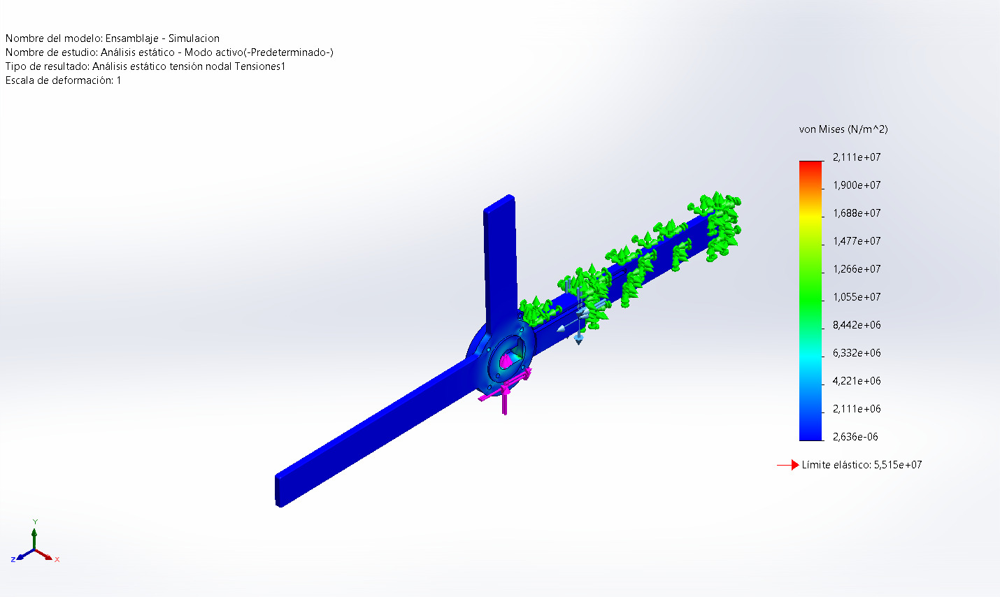 Nombre del modelo: Ensamblaje - Simulacion
Nombre de estudio: Análisis estático - Modo activo(-Predeterminado-)
Tipo de resultado: Análisis estático tensión nodal Tensiones1
Escala de deformación: 1
von Mises (N/m^2)
2,111e+07
1,900e+07
1,688e+07
1,477e+07
1,266e+07
1,055e+07
8,442e+06
6,332e+06
4,221e+06
2,111e+06
2,636e-06
Límite elástico: 5,515e+07
Y
Z
X